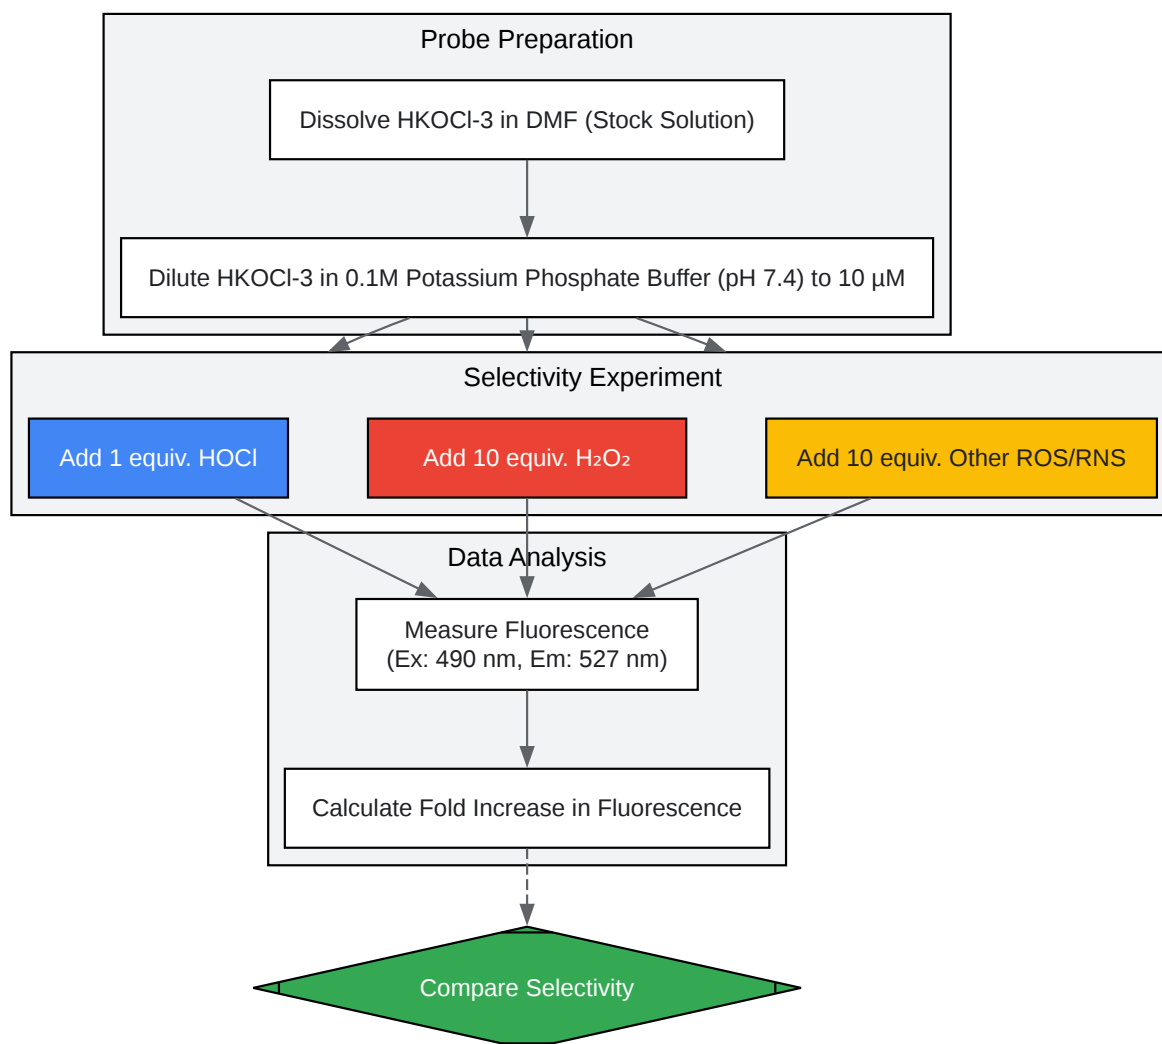 Probe Preparation
Dissolve HKOCl-3 in DMF (Stock Solution)
Dilute HKOCl-3 in 0.1M Potassium Phosphate Buffer (pH 7.4) to 10 µM
Selectivity Experiment
Add 1 equiv. HOCl
Add 10 equiv. H₂O₂
Add 10 equiv. Other ROS/RNS
Data Analysis
Measure Fluorescence
(Ex: 490 nm, Em: 527 nm)
Calculate Fold Increase in Fluorescence
Compare Selectivity